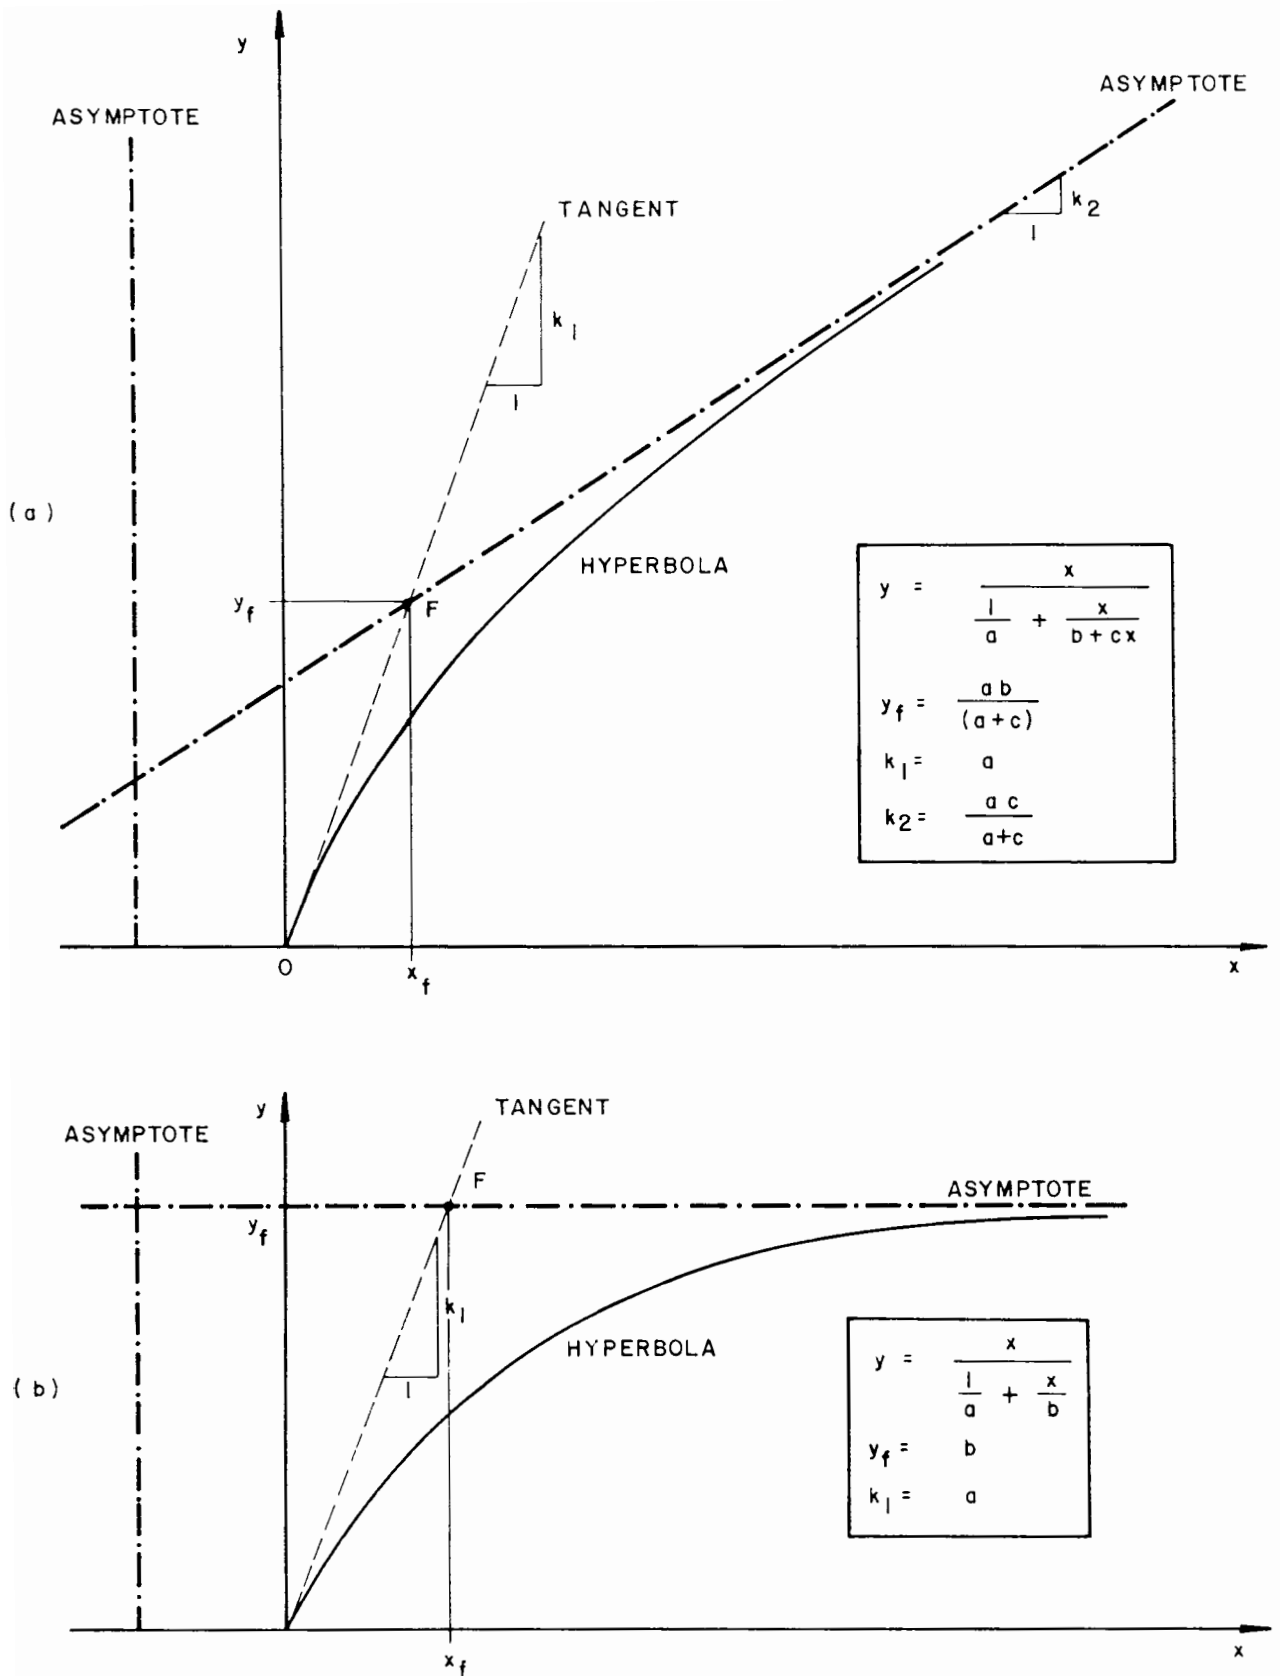 y
ASYMPTOTE
ASYMPTOTE
k2
1
TANGENT
k1
1
(a)
HYPERBOLA
yf
F
y = x / (1/a + x/(b+cx))
yf = ab/(a+c)
k1 = a
k2 = ac/(a+c)
O
xf
x
y
TANGENT
ASYMPTOTE
F
ASYMPTOTE
yf
k1
1
HYPERBOLA
(b)
y = x / (1/a + x/b)
yf = b
k1 = a
xf
x